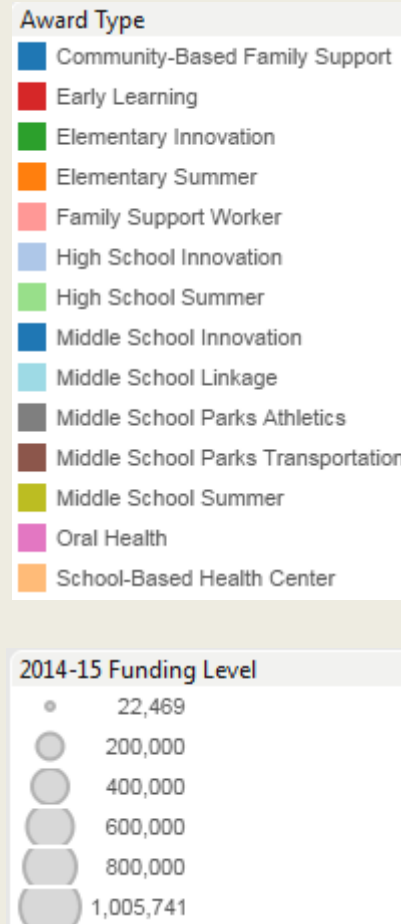 Award Type
Community-Based Family Support
Early Learning
Elementary Innovation
Elementary Summer
Family Support Worker
High School Innovation
High School Summer
Middle School Innovation
Middle School Linkage
Middle School Parks Athletics
Middle School Parks Transportation
Middle School Summer
Oral Health
School-Based Health Center
2014-15 Funding Level
22,469
200,000
400,000
600,000
800,000
1,005,741